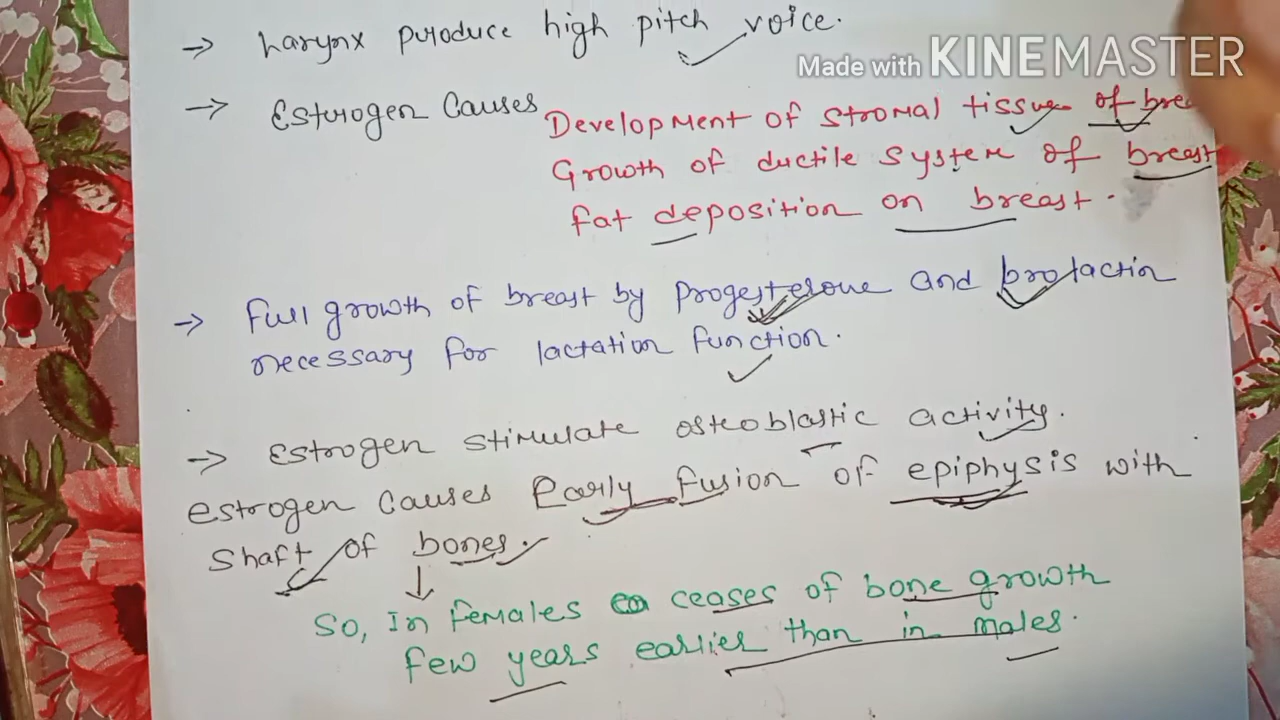 → Larynx produce high pitch voice.
Made with KINEMASTER
→ Estrogen Causes Development of stromal tissue of brea
Growth of ductile system of breast
fat deposition on breast.
→ Full growth of breast by progesterone and prolactin
necessary for lactation function.
→ Estrogen stimulate osteoblastic activity.
estrogen causes Early fusion of epiphysis with
Shaft of bones.
↓
So, In females ceases of bone growth
few years earlier than in males.